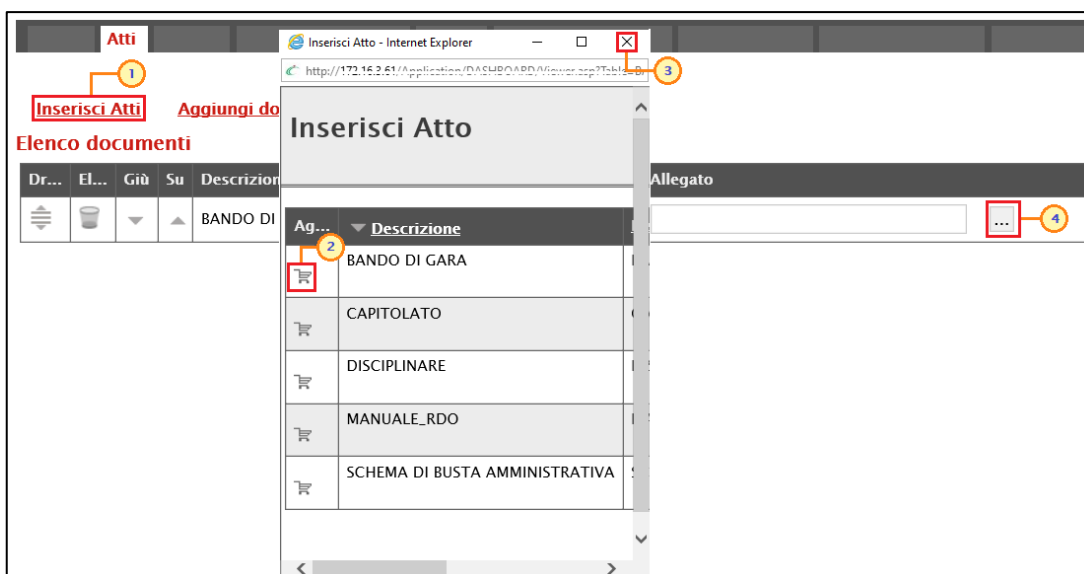 Atti
Inserisci Atto - Internet Explorer
1
3
Inserisci Atti
Aggiungi do
Inserisci Atto
Elenco documenti
Dr... El... Giù Su Descrizion
Allegato
BANDO DI
... 4
Ag... Descrizione
2
BANDO DI GARA
CAPITOLATO
DISCIPLINARE
MANUALE_RDO
SCHEMA DI BUSTA AMMINISTRATIVA